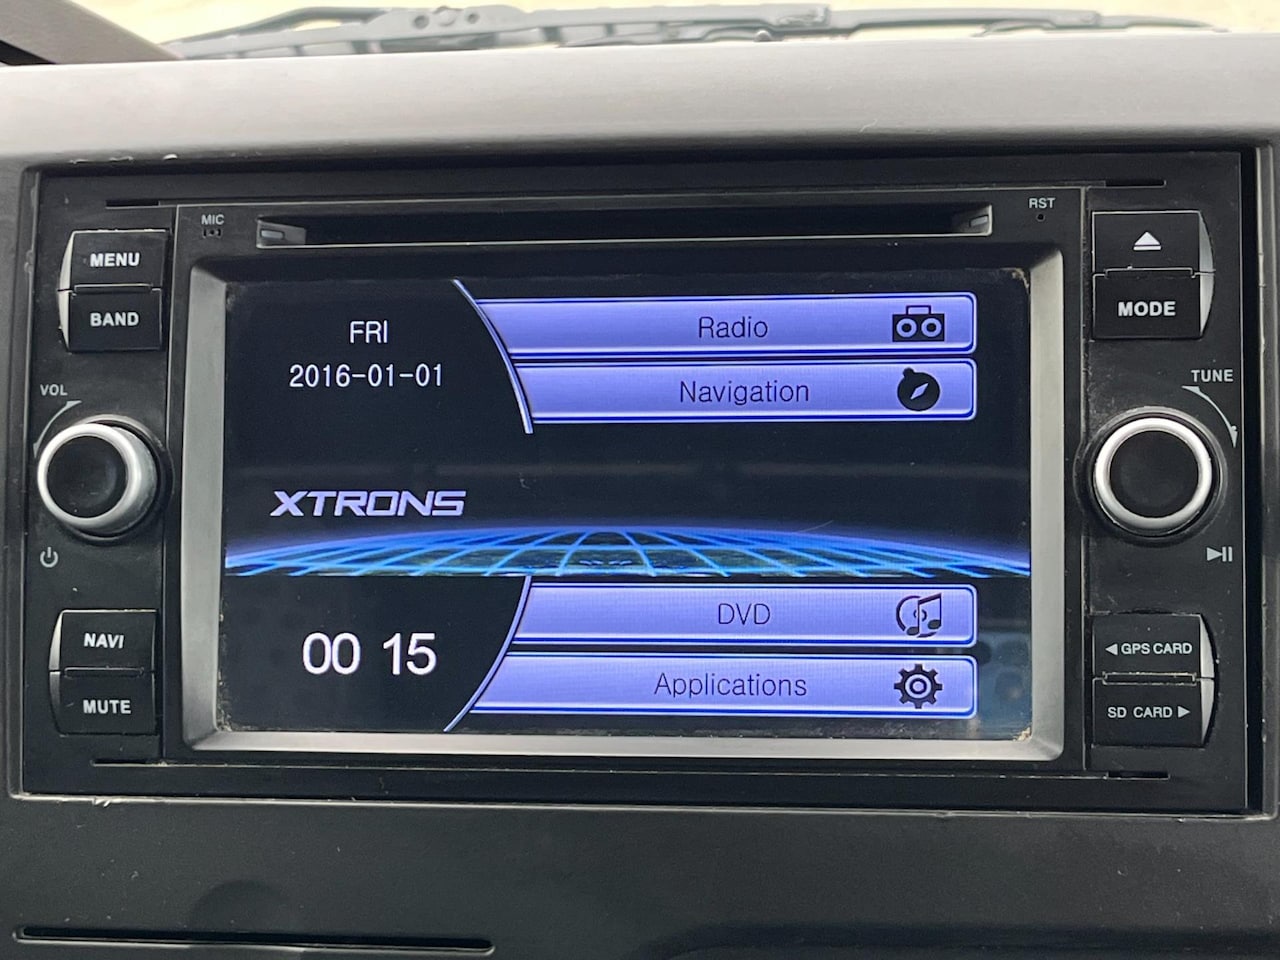 MIC
RST
MENU
BAND
MODE
VOL
TUNE
FRI
2016-01-01
Radio
Navigation
XTRONS
00 15
DVD
Applications
NAVI
MUTE
GPS CARD
SD CARD